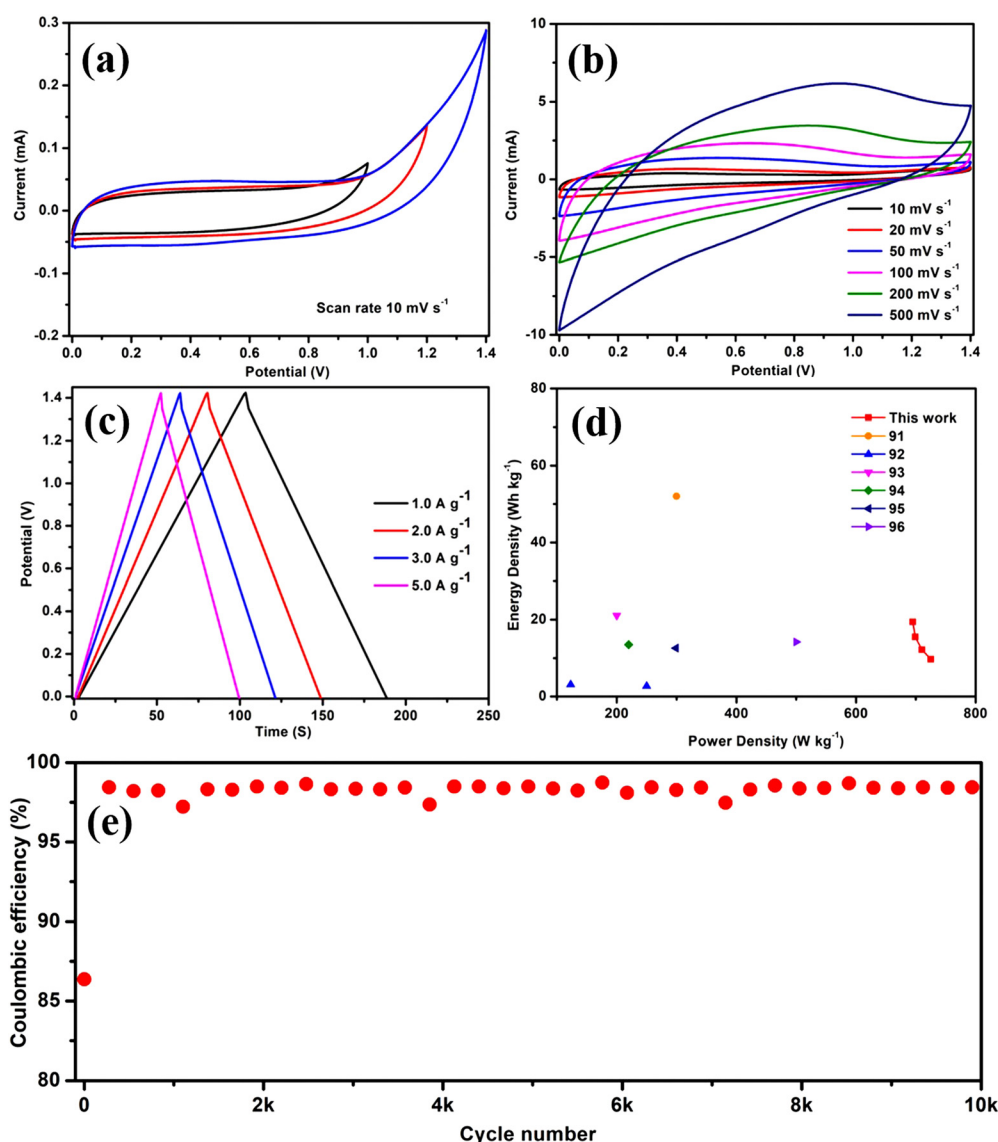 (a)
0.3
0.2
0.1
0.0
-0.1
-0.2
Current (mA)
Scan rate 10 mV s⁻¹
0.0 0.2 0.4 0.6 0.8 1.0 1.2 1.4
Potential (V)
(b)
10
5
0
-5
-10
Current (mA)
10 mV s⁻¹
20 mV s⁻¹
50 mV s⁻¹
100 mV s⁻¹
200 mV s⁻¹
500 mV s⁻¹
0.0 0.2 0.4 0.6 0.8 1.0 1.2 1.4
Potential (V)
(c)
1.4
1.2
1.0
0.8
0.6
0.4
0.2
0.0
Potential (V)
1.0 A g⁻¹
2.0 A g⁻¹
3.0 A g⁻¹
5.0 A g⁻¹
0 50 100 150 200 250
Time (S)
(d)
80
60
40
20
0
Energy Density (Wh kg⁻¹)
This work
91
92
93
94
95
96
200 400 600 800
Power Density (W kg⁻¹)
(e)
100
95
90
85
80
Coulombic efficiency (%)
0 2k 4k 6k 8k 10k
Cycle number